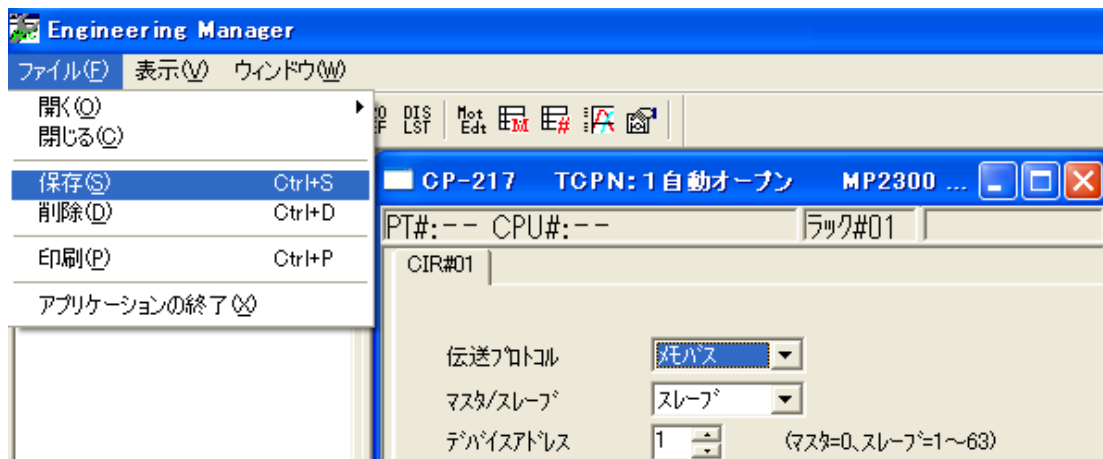 Engineering Manager
ファイル(F) 表示(V) ウィンドウ(W)
開く(O)
閉じる(C)
保存(S) Ctrl+S
削除(D) Ctrl+D
印刷(P) Ctrl+P
アプリケーションの終了(X)
DIS LST Mot Edt M #
CP-217 TCPN:1自動オープン MP2300 ...
PT#:-- CPU#:-- ラック#01
CIR#01
伝送プロトコル メモバス
マスタ/スレーブ スレーブ
デバイスアドレス 1 (マスタ=0、スレーブ=1～63)